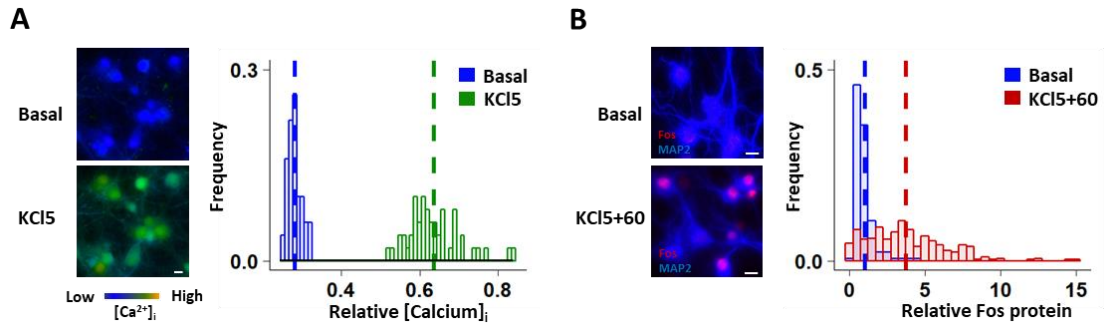 A
Basal
KCl5
Low High
[Ca²⁺]ᵢ
0.3
Frequency
0.0
Basal
KCl5
0.4 0.6 0.8
Relative [Calcium]ᵢ
B
Basal
Fos
MAP2
KCl5+60
Fos
MAP2
0.5
Frequency
0.0
Basal
KCl5+60
0 5 10 15
Relative Fos protein